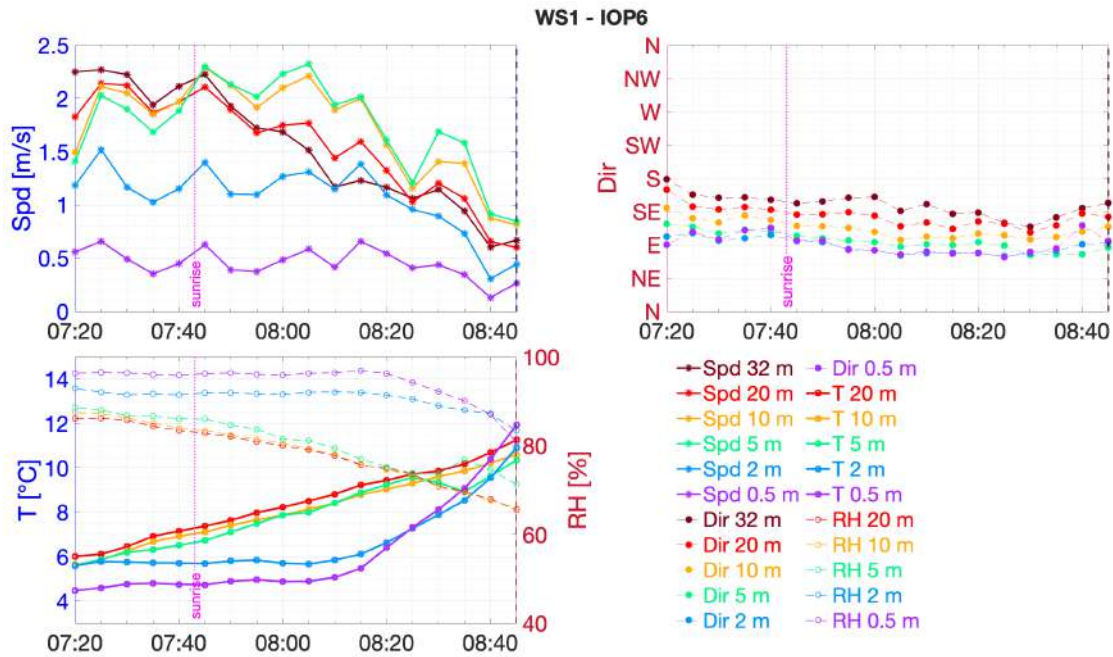 WS1 - IOP6
2.5
2
1.5
1
0.5
0
Spd [m/s]
sunrise
07:20 07:40 08:00 08:20 08:40
N
NW
W
SW
S
SE
E
NE
N
Dir
sunrise
07:20 07:40 08:00 08:20 08:40
14
12
10
8
6
4
T [°C]
sunrise
100
80
60
40
RH [%]
07:20 07:40 08:00 08:20 08:40
Spd 32 m Dir 0.5 m
Spd 20 m T 20 m
Spd 10 m T 10 m
Spd 5 m T 5 m
Spd 2 m T 2 m
Spd 0.5 m T 0.5 m
Dir 32 m RH 20 m
Dir 20 m RH 10 m
Dir 10 m RH 5 m
Dir 5 m RH 2 m
Dir 2 m RH 0.5 m